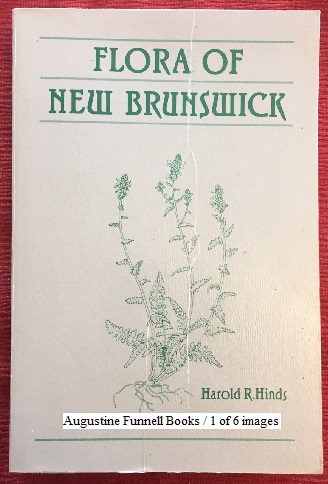 FLORA OF
NEW BRUNSWICK
Harold R. Hinds
Augustine Funnell Books / 1 of 6 images